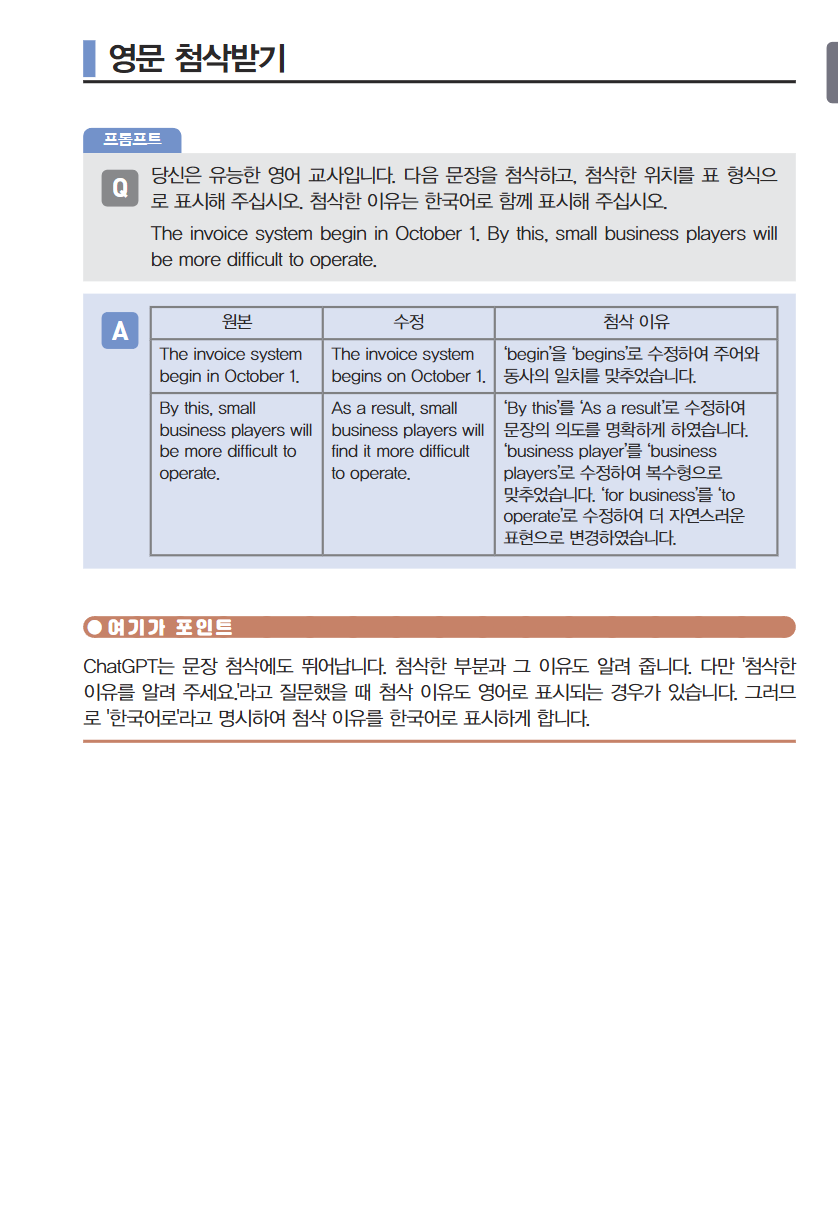 영문 첨삭받기
프롬프트
Q
당신은 유능한 영어 교사입니다. 다음 문장을 첨삭하고, 첨삭한 위치를 표 형식으
로 표시해 주십시오. 첨삭한 이유는 한국어로 함께 표시해 주십시오.
The invoice system begin in October 1. By this, small business players will
be more difficult to operate.
A
원본 수정 첨삭 이유
The invoice system
begin in October 1.
The invoice system
begins on October 1.
‘begin’을 ‘begins’로 수정하여 주어와
동사의 일치를 맞추었습니다.
By this, small
business players will
be more difficult to
operate.
As a result, small
business players will
find it more difficult
to operate.
‘By this’를 ‘As a result’로 수정하여
문장의 의도를 명확하게 하였습니다.
‘business player’를 ‘business
players’로 수정하여 복수형으로
맞추었습니다. ‘for business’를 ‘to
operate’로 수정하여 더 자연스러운
표현으로 변경하였습니다.
여기가 포인트
ChatGPT는 문장 첨삭에도 뛰어납니다. 첨삭한 부분과 그 이유도 알려 줍니다. 다만 '첨삭한
이유를 알려 주세요.'라고 질문했을 때 첨삭 이유도 영어로 표시되는 경우가 있습니다. 그러므
로 '한국어로'라고 명시하여 첨삭 이유를 한국어로 표시하게 합니다.